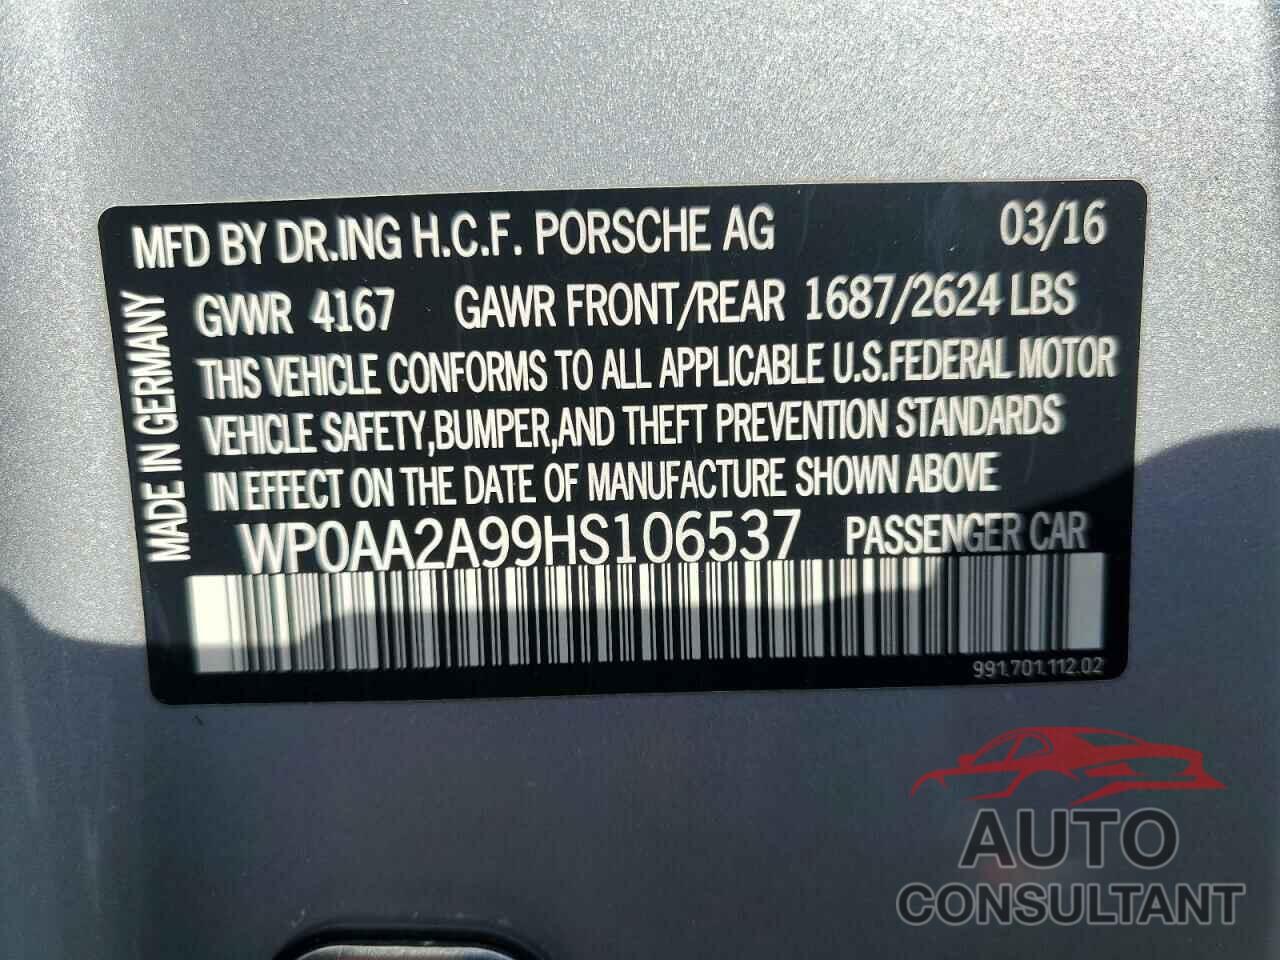 MFD BY DR.ING H.C.F. PORSCHE AG 03/16
GVWR 4167 GAWR FRONT/REAR 1687/2624 LBS
THIS VEHICLE CONFORMS TO ALL APPLICABLE U.S.FEDERAL MOTOR
VEHICLE SAFETY,BUMPER,AND THEFT PREVENTION STANDARDS
IN EFFECT ON THE DATE OF MANUFACTURE SHOWN ABOVE
WP0AA2A99HS106537 PASSENGER CAR
991.701.112.02
MADE IN GERMANY
AUTO
CONSULTANT